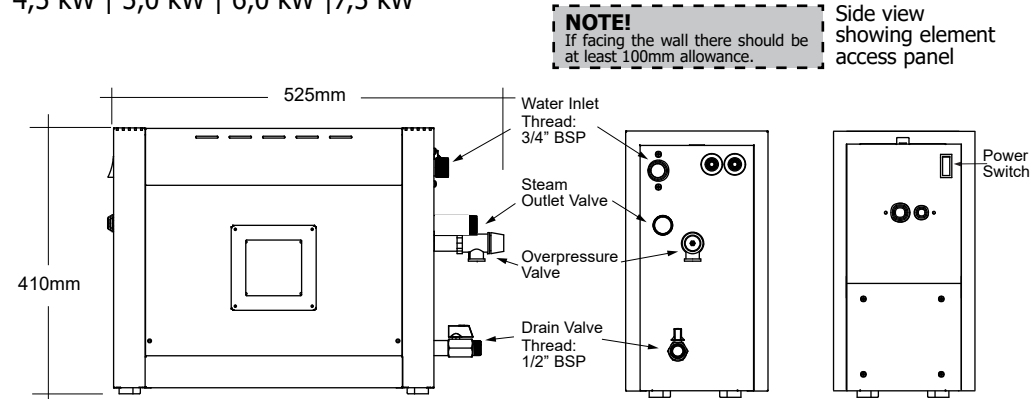 4,5 kW | 5,0 kW | 6,0 kW |7,5 kW
NOTE!
If facing the wall there should be
at least 100mm allowance.
Side view
showing element
access panel
525mm
410mm
Water Inlet
Thread:
3/4” BSP
Steam
Outlet Valve
Overpressure
Valve
Drain Valve
Thread:
1/2” BSP
Power
Switch